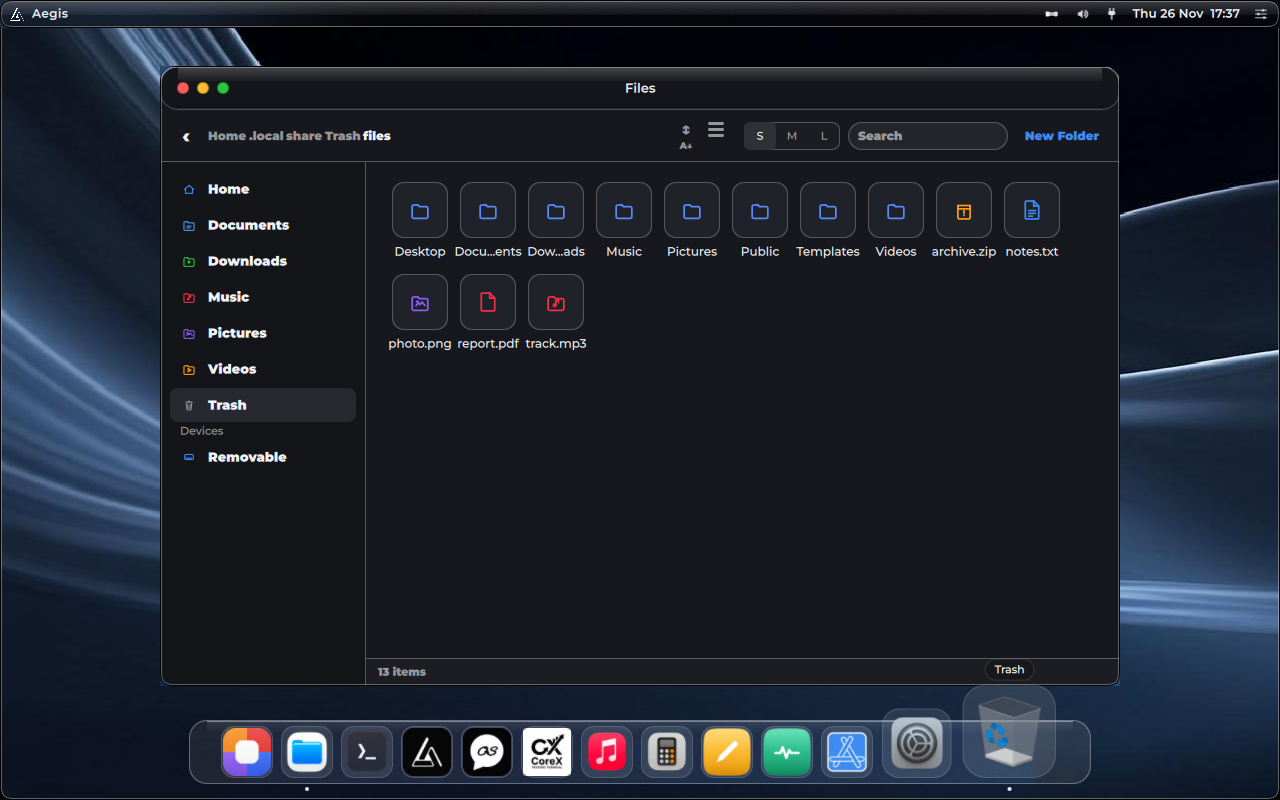 Aegis
Thu 26 Nov 17:37
Files
Home .local share Trash files
A+
S M L
Search
New Folder
Home
Documents
Downloads
Music
Pictures
Videos
Trash
Devices
Removable
Desktop Docu...ents Dow...ads Music Pictures Public Templates Videos archive.zip notes.txt
photo.png report.pdf track.mp3
13 items
Trash
as
CX
CoreX